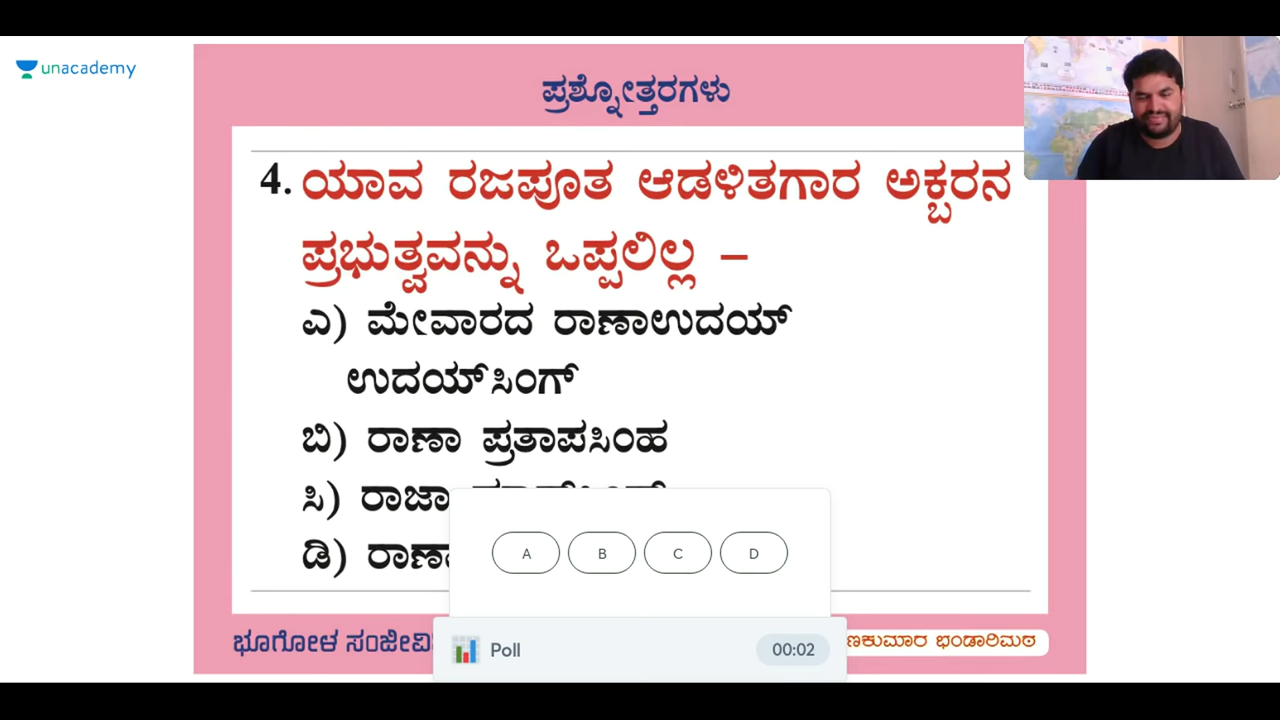 unacademy
ಪ್ರಶ್ನೋತ್ತರಗಳು
4. ಯಾವ ರಜಪೂತ ಆಡಳಿತಗಾರ ಅಕ್ಬರನ
ಪ್ರಭುತ್ವವನ್ನು ಒಪ್ಪಲಿಲ್ಲ –
ಎ) ಮೇವಾರದ ರಾಣಾಉದಯ್
ಉದಯ್‌ಸಿಂಗ್
ಬಿ) ರಾಣಾ ಪ್ರತಾಪಸಿಂಹ
ಸಿ) ರಾಜಾ
ಡಿ) ರಾಣಾ
A B C D
ಭೂಗೋಳ
Poll 00:02
ಭಂಡಾರಿಮಠ